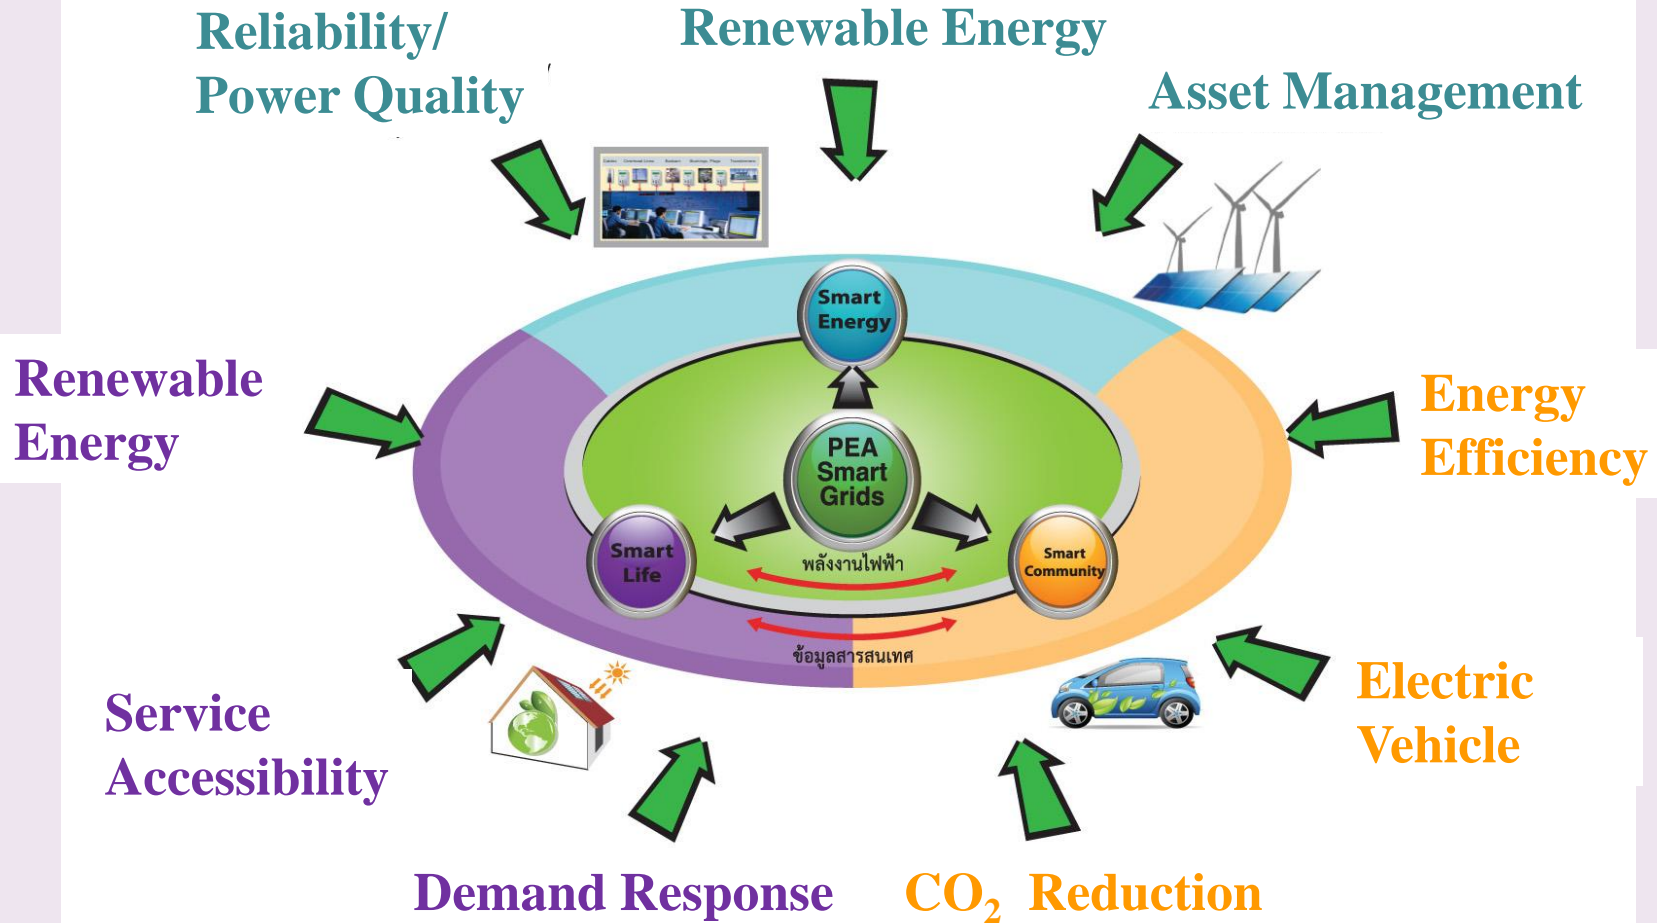 Reliability/
Power Quality
Renewable Energy
Asset Management
Smart
Energy
Renewable
Energy
Energy
Efficiency
PEA
Smart
Grids
Smart
Life
Smart
Community
พลังงานไฟฟ้า
ข้อมูลสารสนเทศ
Service
Accessibility
Electric
Vehicle
Demand Response
CO₂ Reduction